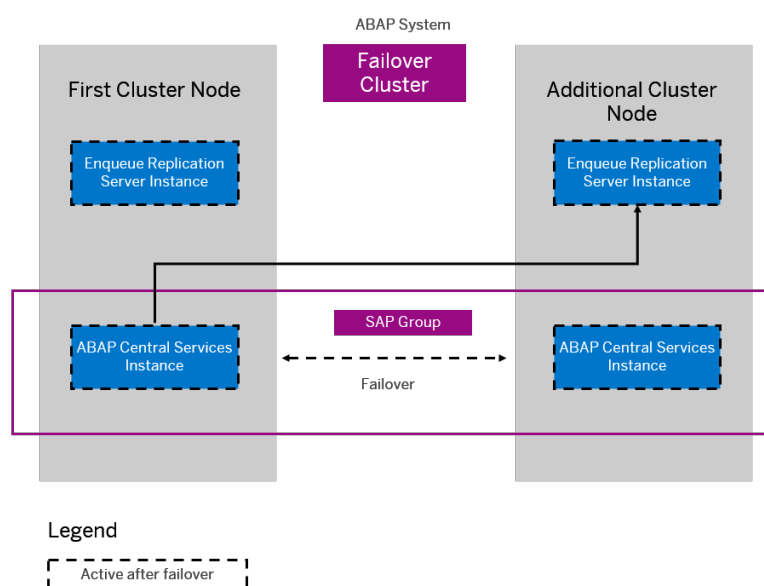 ABAP System
Failover
Cluster
First Cluster Node
Additional Cluster
Node
Enqueue Replication
Server Instance
Enqueue Replication
Server Instance
SAP Group
ABAP Central Services
Instance
ABAP Central Services
Instance
Failover
Legend
Active after failover